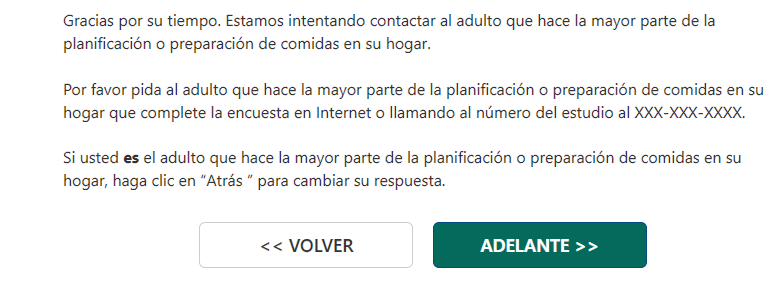 Gracias por su tiempo. Estamos intentando contactar al adulto que hace la mayor parte de la
planificación o preparación de comidas en su hogar.
Por favor pida al adulto que hace la mayor parte de la planificación o preparación de comidas en su
hogar que complete la encuesta en Internet o llamando al número del estudio al XXX-XXX-XXXX.
Si usted es el adulto que hace la mayor parte de la planificación o preparación de comidas en su
hogar, haga clic en “Atrás ” para cambiar su respuesta.
<< VOLVER
ADELANTE >>